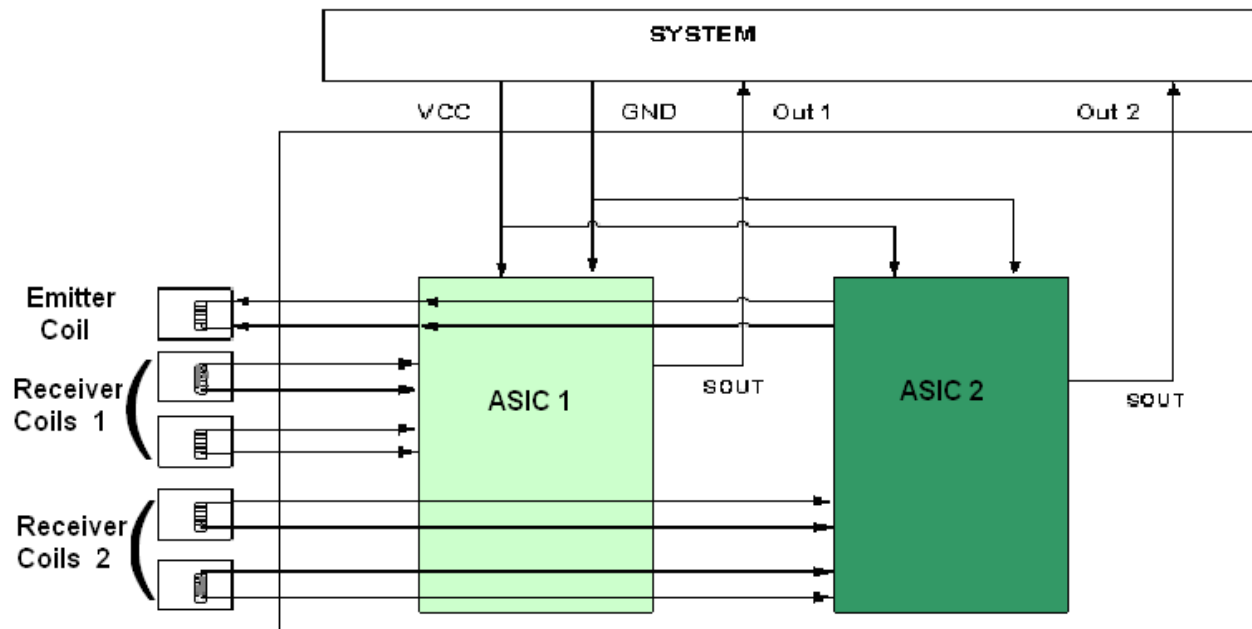 SYSTEM
VCC
GND
Out 1
Out 2
Emitter
Coil
Receiver
Coils 1
ASIC 1
SOUT
ASIC 2
SOUT
Receiver
Coils 2